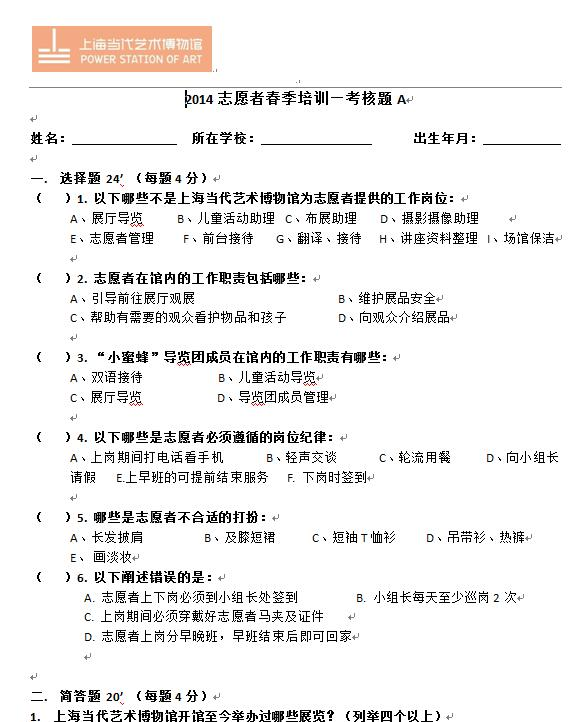 上海当代艺术博物馆
POWER STATION OF ART
2014 志愿者春季培训—考核题 A
姓名：______________ 所在学校：______________ 出生年月：__________
一. 选择题 24’ （每题 4 分）
（ ）1. 以下哪些不是上海当代艺术博物馆为志愿者提供的工作岗位：
A、展厅导览 B、儿童活动助理 C、布展助理 D、摄影摄像助理
E、志愿者管理 F、前台接待 G、翻译、接待 H、讲座资料整理 I、场馆保洁
（ ）2. 志愿者在馆内的工作职责包括哪些：
A、引导前往展厅观展 B、维护展品安全
C、帮助有需要的观众看护物品和孩子 D、向观众介绍展品
（ ）3. “小蜜蜂”导览团成员在馆内的工作职责有哪些：
A、双语接待 B、儿童活动导览
C、展厅导览 D、导览团成员管理
（ ）4. 以下哪些是志愿者必须遵循的岗位纪律：
A、上岗期间打电话看手机 B、轻声交谈 C、轮流用餐 D、向小组长
请假 E.上早班的可提前结束服务 F. 下岗时签到
（ ）5. 哪些是志愿者不合适的打扮：
A、长发披肩 B、及膝短裙 C、短袖 T 恤衫 D、吊带衫、热裤
E、 画淡妆
（ ）6. 以下阐述错误的是：
A. 志愿者上下岗必须到小组长处签到 B. 小组长每天至少巡岗 2 次
C. 上岗期间必须穿戴好志愿者马夹及证件
D. 志愿者上岗分早晚班，早班结束后即可回家
二. 简答题 20’ （每题 4 分）
1. 上海当代艺术博物馆开馆至今举办过哪些展览？（列举四个以上）